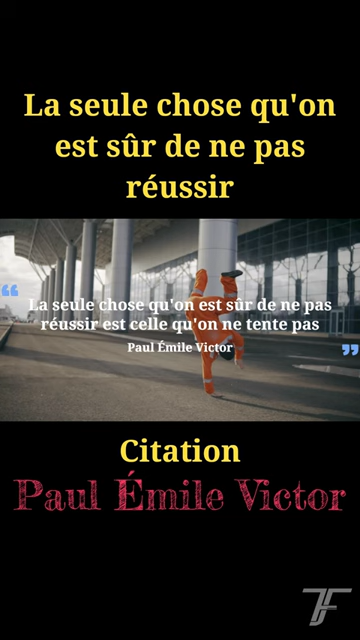 La seule chose qu'on
est sûr de ne pas
réussir
“
La seule chose qu'on est sûr de ne pas
réussir est celle qu'on ne tente pas
Paul Émile Victor
”
Citation
Paul Émile Victor
TF